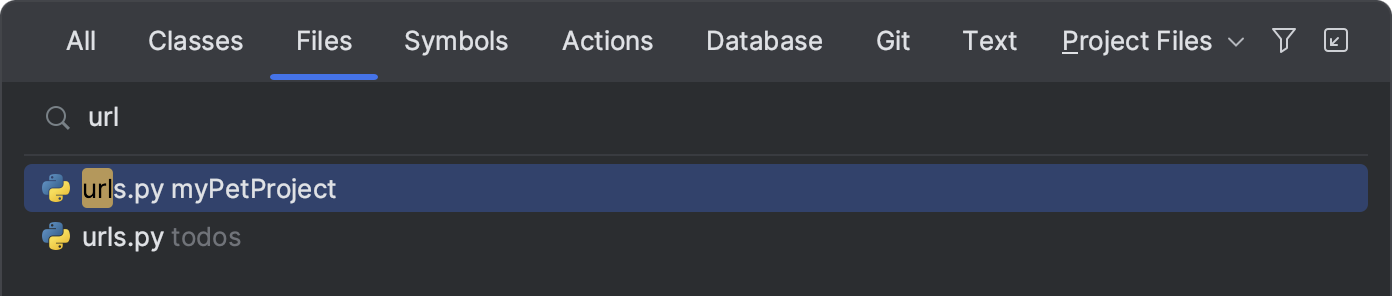 All Classes Files Symbols Actions Database Git Text Project Files
url
urls.py myPetProject
urls.py todos